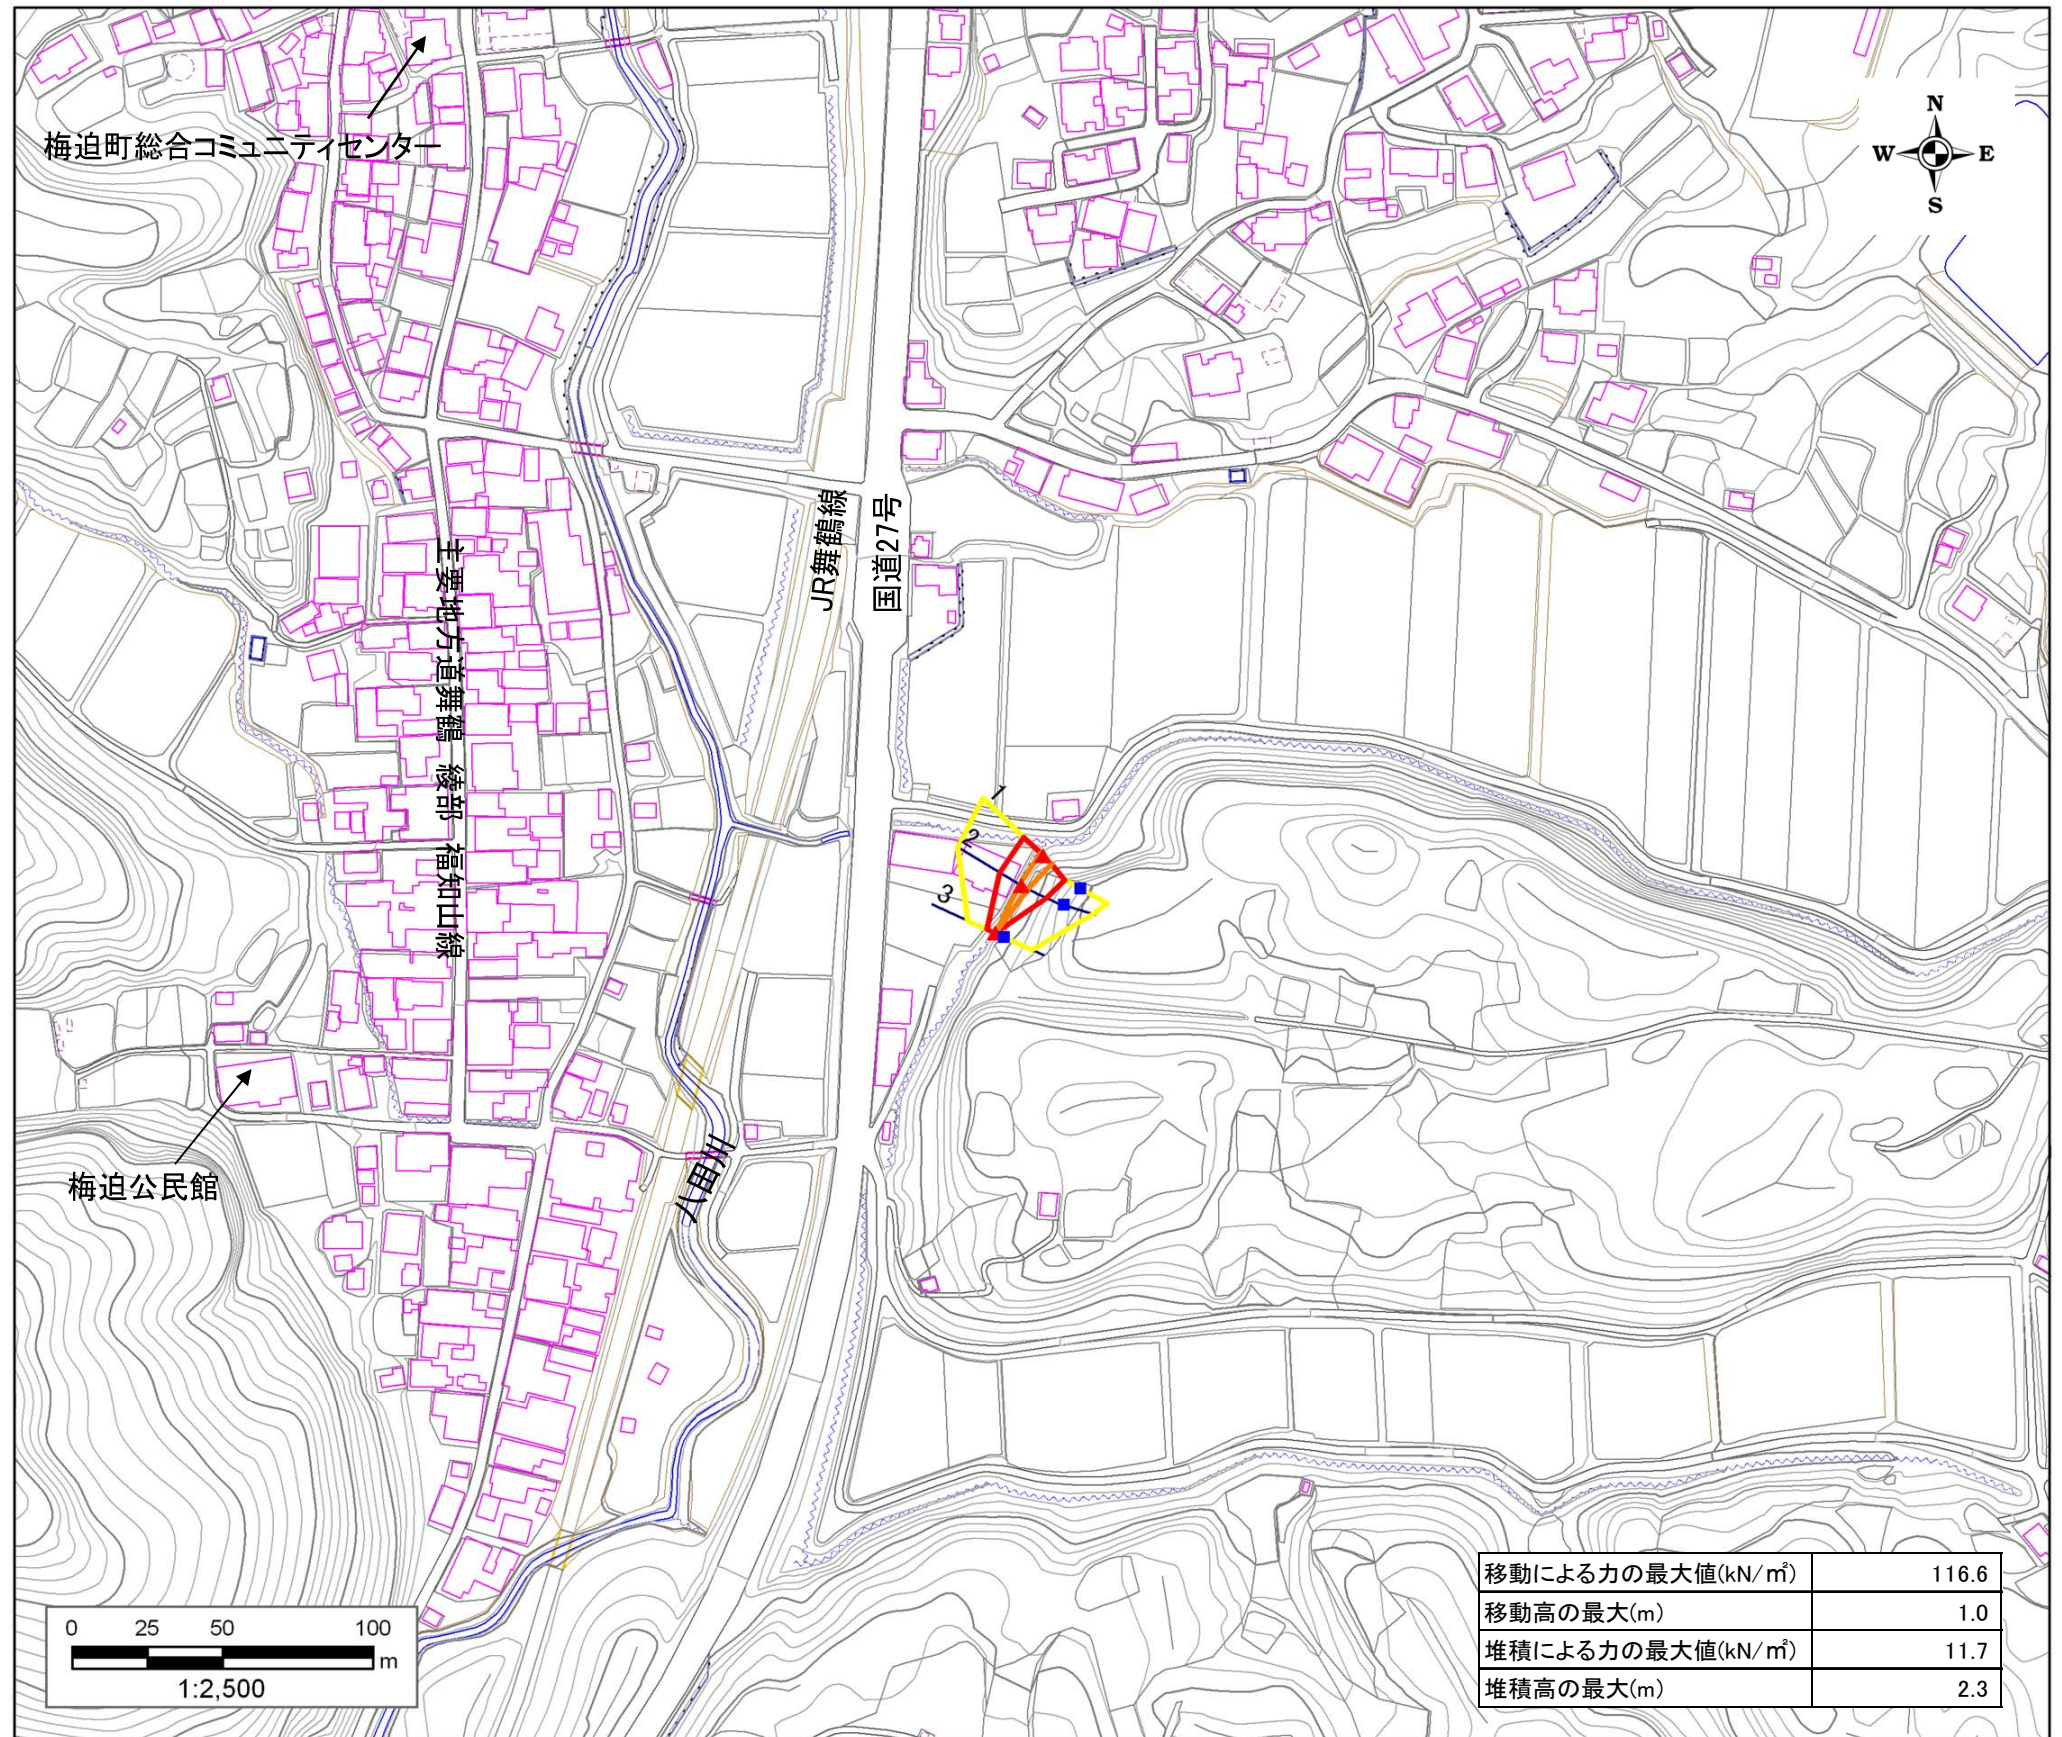 梅迫町総合コミュニティセンター
N
W E
S
JR舞鶴線
国道27号
主要地方道舞鶴 綾部 福知山線
1
2
3
八田川
梅迫公民館
0 25 50 100
m
1:2,500
移動による力の最大値(kN/㎡) 116.6
移動高の最大(m) 1.0
堆積による力の最大値(kN/㎡) 11.7
堆積高の最大(m) 2.3